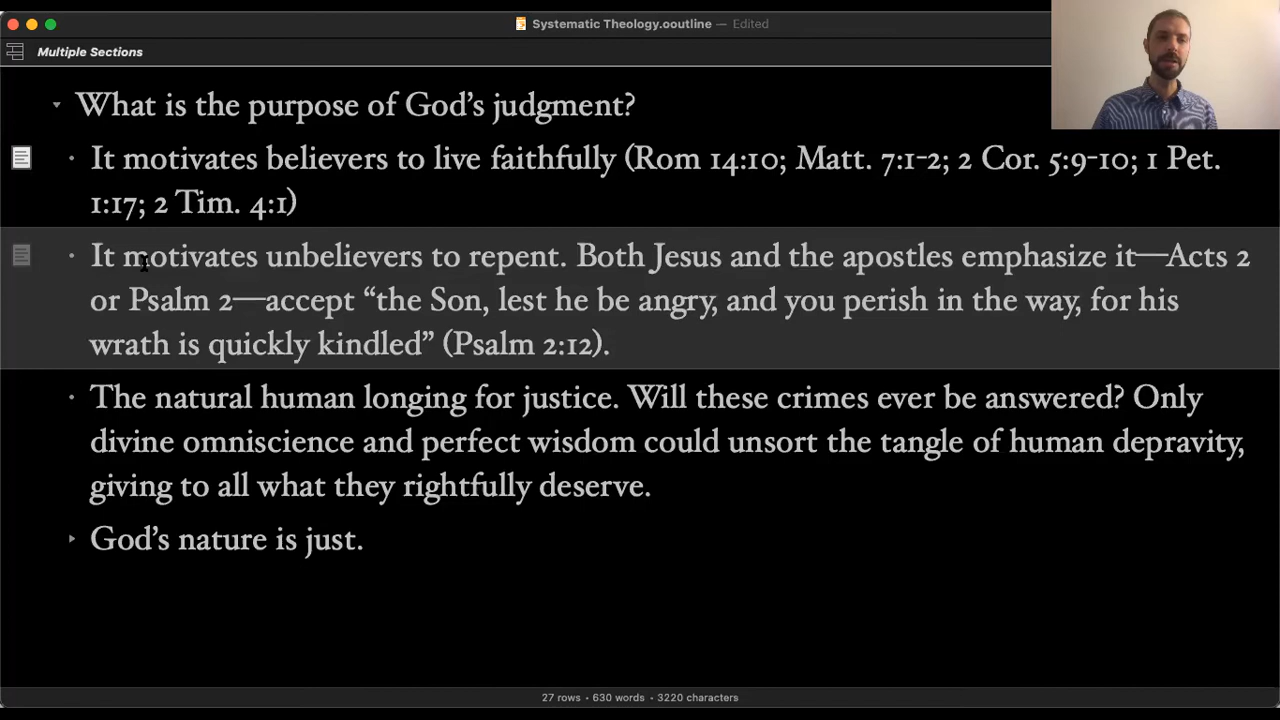 Systematic Theology.ooutline — Edited
Multiple Sections
What is the purpose of God's judgment?
It motivates believers to live faithfully (Rom 14:10; Matt. 7:1-2; 2 Cor. 5:9-10; 1 Pet.
1:17; 2 Tim. 4:1)
It motivates unbelievers to repent. Both Jesus and the apostles emphasize it—Acts 2
or Psalm 2—accept “the Son, lest he be angry, and you perish in the way, for his
wrath is quickly kindled” (Psalm 2:12).
The natural human longing for justice. Will these crimes ever be answered? Only
divine omniscience and perfect wisdom could unsort the tangle of human depravity,
giving to all what they rightfully deserve.
God’s nature is just.
27 rows • 630 words • 3220 characters